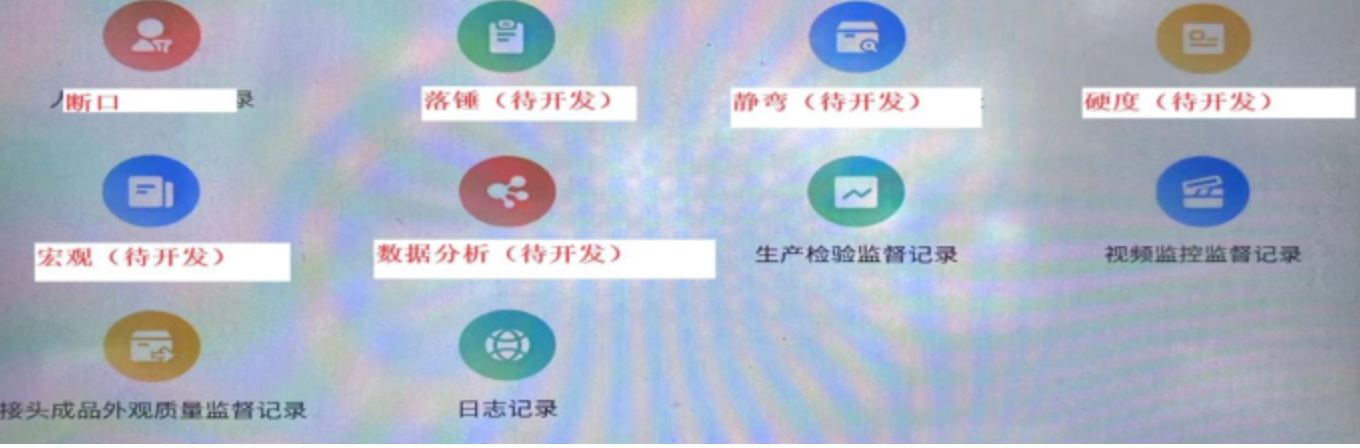 断口
录
落锤（待开发）
静弯（待开发）
硬度（待开发）
宏观（待开发）
数据分析（待开发）
生产检验监督记录
视频监控监督记录
接头成品外观质量监督记录
日志记录